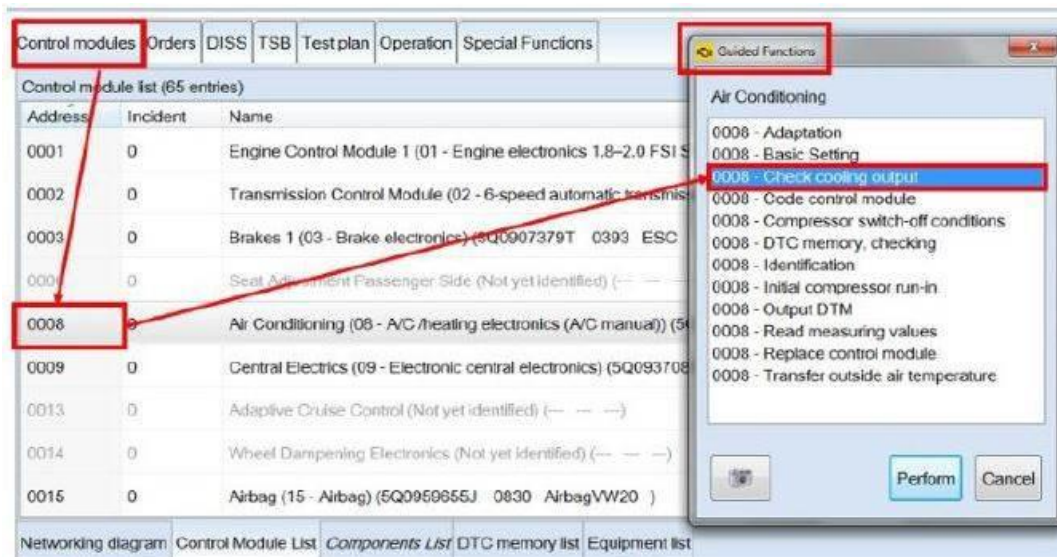 Control modules Orders DISS TSB Test plan Operation Special Functions
Control module list (65 entries)
Address Incident Name
0001 0 Engine Control Module 1 (01 - Engine electronics 1.8-2.0 FSI S
0002 0 Transmission Control Module (02 - 6-speed automatic transmiss
0003 0 Brakes 1 (03 - Brake electronics) (5Q0907379T 0393 ESC
0 Seat Adjustment Passenger Side (Not yet identified) (---
0008 0 Air Conditioning (08 - A/C /heating electronics (A/C manual)) (5
0009 0 Central Electrics (09 - Electronic central electronics) (5Q093708
0013 0 Adaptive Cruise Control (Not yet identified) (--- --- ---)
0014 0 Wheel Dampening Electronics (Not yet identified) (--- --- ---)
0015 0 Airbag (15 - Airbag) (5Q0959655J 0830 AirbagVW20 )
Networking diagram Control Module List Components List DTC memory list Equipment list
Guided Functions
Air Conditioning
0008 - Adaptation
0008 - Basic Setting
0008 - Check cooling output
0008 - Code control module
0008 - Compressor switch-off conditions
0008 - DTC memory, checking
0008 - Identification
0008 - Initial compressor run-in
0008 - Output DTM
0008 - Read measuring values
0008 - Replace control module
0008 - Transfer outside air temperature
Perform Cancel